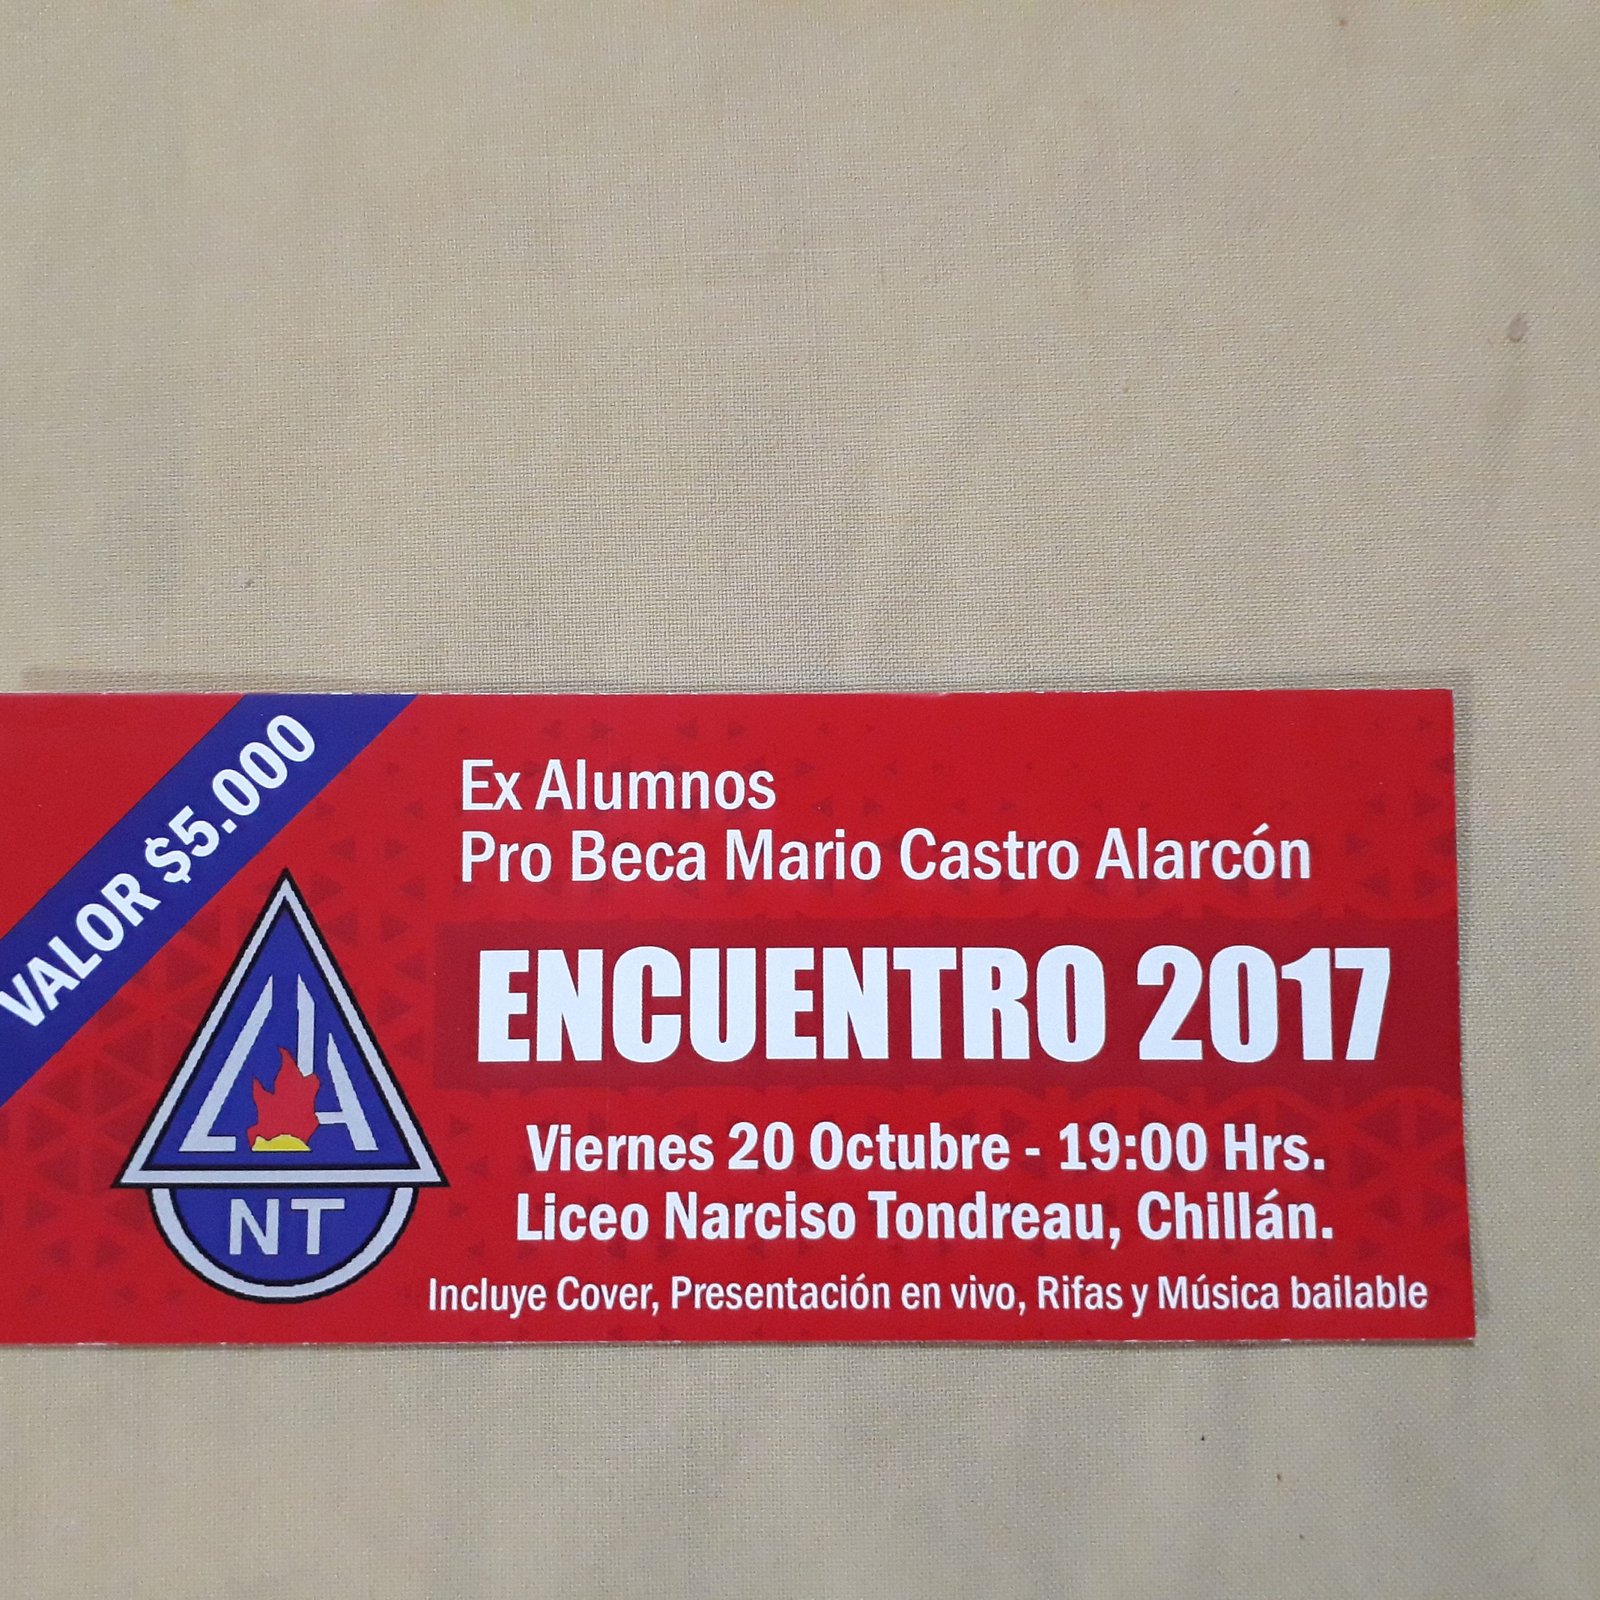 VALOR $5.000
Ex Alumnos
Pro Beca Mario Castro Alarcón
ENCUENTRO 2017
Viernes 20 Octubre - 19:00 Hrs.
Liceo Narciso Tondreau, Chillán.
Incluye Cover, Presentación en vivo, Rifas y Música bailable
LA
NT